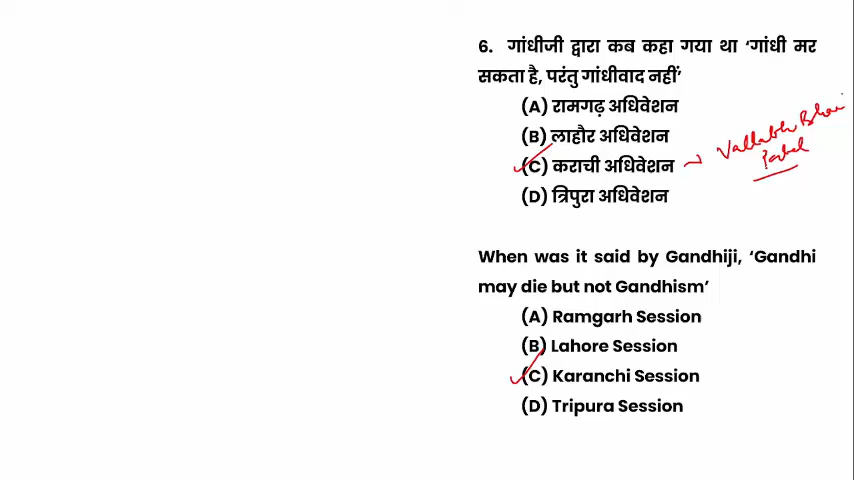 6. गांधीजी द्वारा कब कहा गया था 'गांधी मर
सकता है, परंतु गांधीवाद नहीं'
(A) रामगढ़ अधिवेशन
(B) लाहौर अधिवेशन
(C) कराची अधिवेशन → Vallabh Bhai
Patel
(D) त्रिपुरा अधिवेशन
When was it said by Gandhiji, 'Gandhi
may die but not Gandhism'
(A) Ramgarh Session
(B) Lahore Session
(C) Karanchi Session
(D) Tripura Session